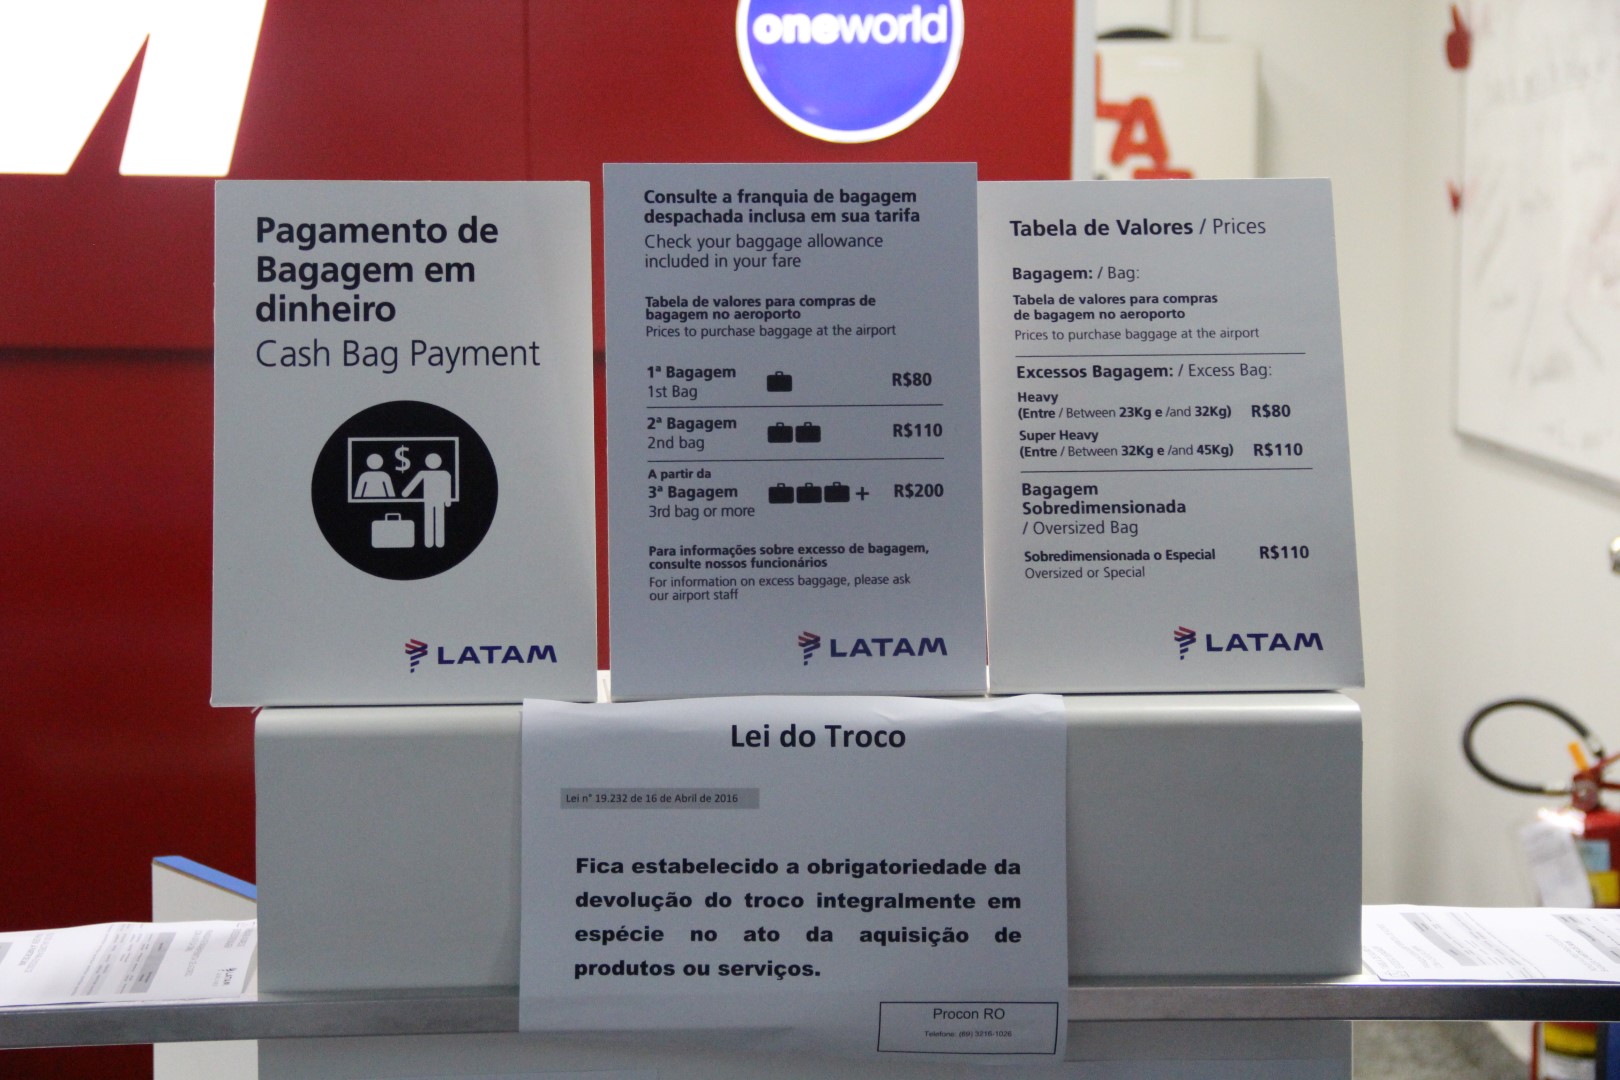 oneworld
LA
Pagamento de
Bagagem em
dinheiro
Cash Bag Payment
$
LATAM
Consulte a franquia de bagagem
despachada inclusa em sua tarifa
Check your baggage allowance
included in your fare
Tabela de valores para compras de
bagagem no aeroporto
Prices to purchase baggage at the airport
1ª Bagagem R$80
1st Bag
2ª Bagagem R$110
2nd bag
A partir da
3ª Bagagem + R$200
3rd bag or more
Para informações sobre excesso de bagagem,
consulte nossos funcionários
For information on excess baggage, please ask
our airport staff
LATAM
Tabela de Valores / Prices
Bagagem: / Bag:
Tabela de valores para compras
de bagagem no aeroporto
Prices to purchase baggage at the airport
Excessos Bagagem: / Excess Bag:
Heavy
(Entre / Between 23Kg e /and 32Kg) R$80
Super Heavy
(Entre / Between 32Kg e /and 45Kg) R$110
Bagagem
Sobredimensionada
/ Oversized Bag
Sobredimensionada o Especial R$110
Oversized or Special
LATAM
Lei do Troco
Lei n° 19.232 de 16 de Abril de 2016
Fica estabelecido a obrigatoriedade da
devolução do troco integralmente em
espécie no ato da aquisição de
produtos ou serviços.
Procon RO
Telefone: (69) 3216-1026